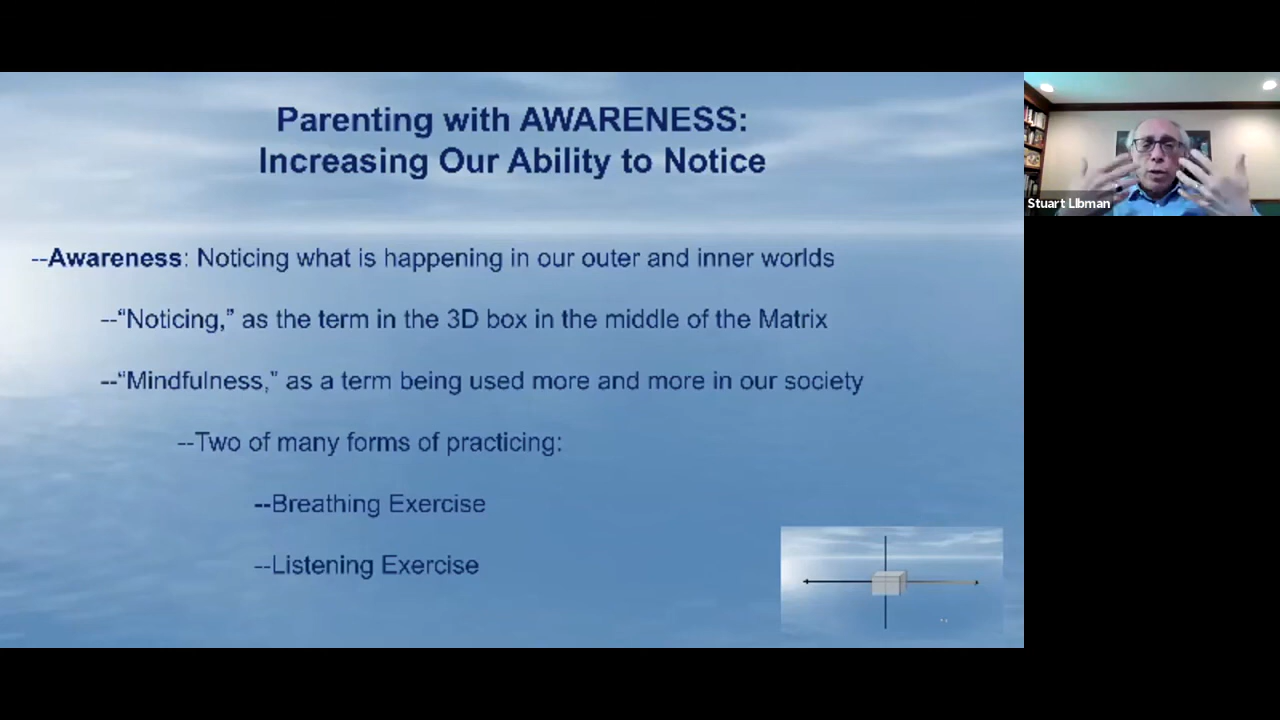 Parenting with AWARENESS:
Increasing Our Ability to Notice
--Awareness: Noticing what is happening in our outer and inner worlds
--“Noticing,” as the term in the 3D box in the middle of the Matrix
--“Mindfulness,” as a term being used more and more in our society
--Two of many forms of practicing:
--Breathing Exercise
--Listening Exercise
Stuart LIbman